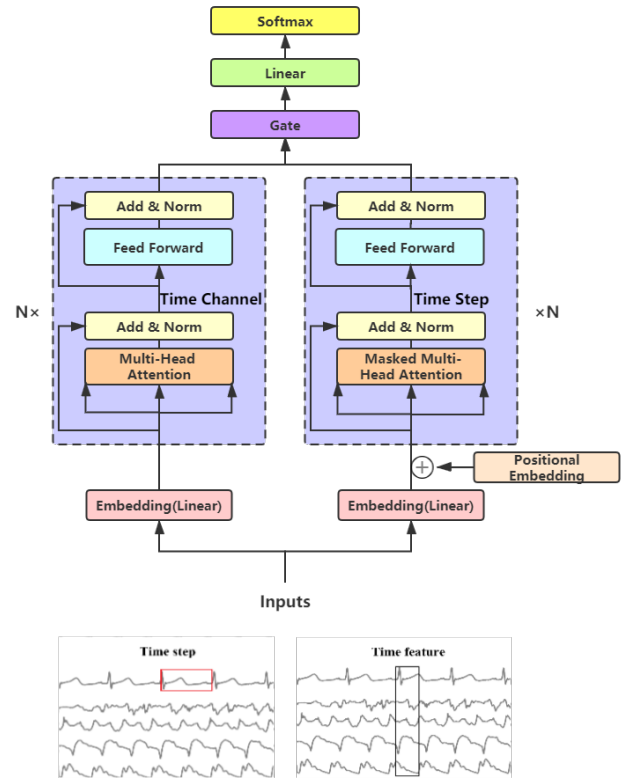 Softmax
Linear
Gate
Add & Norm
Feed Forward
Time Channel
N×
Add & Norm
Multi-Head
Attention
Embedding(Linear)
Add & Norm
Feed Forward
Time Step
×N
Add & Norm
Masked Multi-
Head Attention
Positional
Embedding
Embedding(Linear)
Inputs
Time step
Time feature